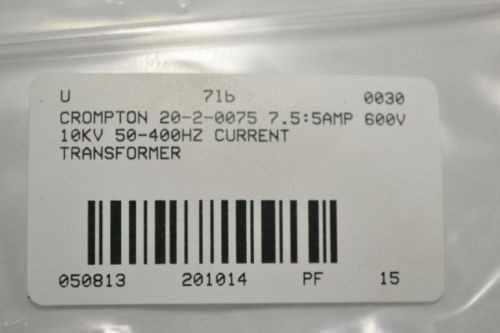 U 71b 0030
CROMPTON 20-2-0075 7.5:5AMP 600V
10KV 50-400HZ CURRENT
TRANSFORMER
050813 201014 PF 15